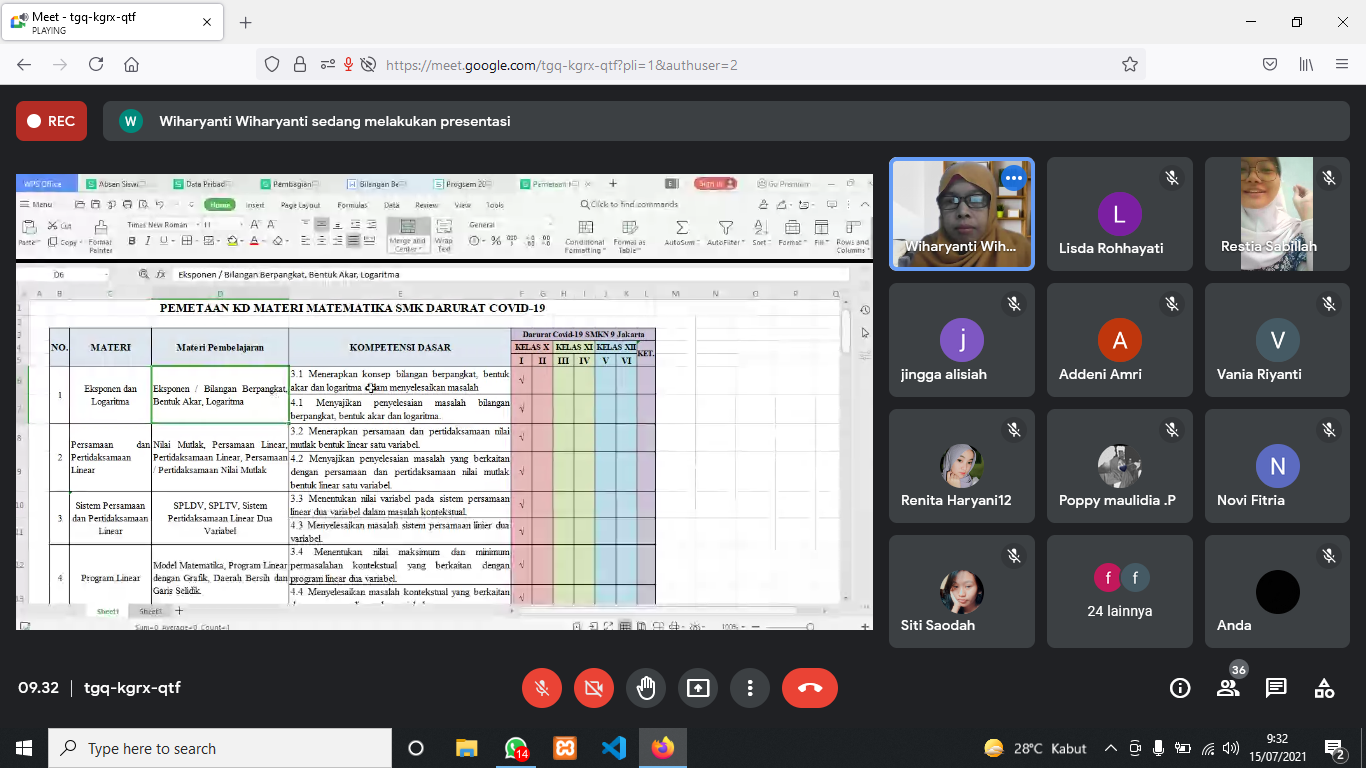 Meet - tgq-kgrx-qtf
PLAYING
https://meet.google.com/tgq-kgrx-qtf?pli=1&authuser=2
REC
W
Wiharyanti Wiharyanti sedang melakukan presentasi
WPS Office
Absen Sisw
Data Pribad
Pembagian
Bilangan Be
Progsem 20
Pemetaan K
Sign in
Go Premium
Menu
Home
Insert
Page Layout
Formulas
Data
Review
View
Tools
Click to find commands
Paste
Cut
Copy
Format Painter
Times New Roman
11
Merge and Center
Wrap Text
General
Conditional Formatting
Format as Table
AutoSum
AutoFilter
Sort
Format
Fill
Rows and Columns
D6
Eksponen / Bilangan Berpangkat, Bentuk Akar, Logaritma
A B C D E F G H I J K L M N O P Q
PEMETAAN KD MATERI MATEMATIKA SMK DARURAT COVID-19
NO.
MATERI
Materi Pembelajaran
KOMPETENSI DASAR
Darurat Covid-19 SMKN 9 Jakarta
KELAS X
KELAS XI
KELAS XII
KET.
I II III IV V VI
1
Eksponen dan
Logaritma
Eksponen / Bilangan Berpangkat,
Bentuk Akar, Logaritma
3.1 Menerapkan konsep bilangan berpangkat, bentuk
akar dan logaritma dalam menyelesaikan masalah
√
4.1 Menyajikan penyelesaian masalah bilangan
berpangkat, bentuk akar dan logaritma.
√
2
Persamaan dan
Pertidaksamaan
Linear
Nilai Mutlak, Persamaan Linear,
Pertidaksamaan Linear, Persamaan
/ Pertidaksamaan Nilai Mutlak
3.2 Menerapkan persamaan dan pertidaksamaan nilai
mutlak bentuk linear satu variabel.
√
4.2 Menyajikan penyelesaian masalah yang berkaitan
dengan persamaan dan pertidaksamaan nilai mutlak
bentuk linear satu variabel.
√
3
Sistem Persamaan
dan Pertidaksamaan
Linear
SPLDV, SPLTV, Sistem
Pertidaksamaan Linear Dua
Variabel
3.3 Menentukan nilai variabel pada sistem persamaan
linear dua variabel dalam masalah kontekstual.
√
4.3 Menyelesaikan masalah sistem persamaan linier dua
variabel.
√
4
Program Linear
Model Matematika, Program Linear
dengan Grafik, Daerah Bersih dan
Garis Selidik.
3.4 Menentukan nilai maksimum dan minimum
permasalahan kontekstual yang berkaitan dengan
program linear dua variabel.
√
4.4 Menyelesaikan masalah kontekstual yang berkaitan
√
Sheet1
Sum=0 Average=0 Count=1
100%
Wiharyanti Wih...
L
Lisda Rohhayati
Restia Sabillah
j
jingga alisiah
A
Addeni Amri
V
Vania Riyanti
Renita Haryani12
Poppy maulidia .P
N
Novi Fitria
Siti Saodah
f
f
24 lainnya
Anda
09.32
tgq-kgrx-qtf
36
Type here to search
14
28°C Kabut
9:32
15/07/2021
2